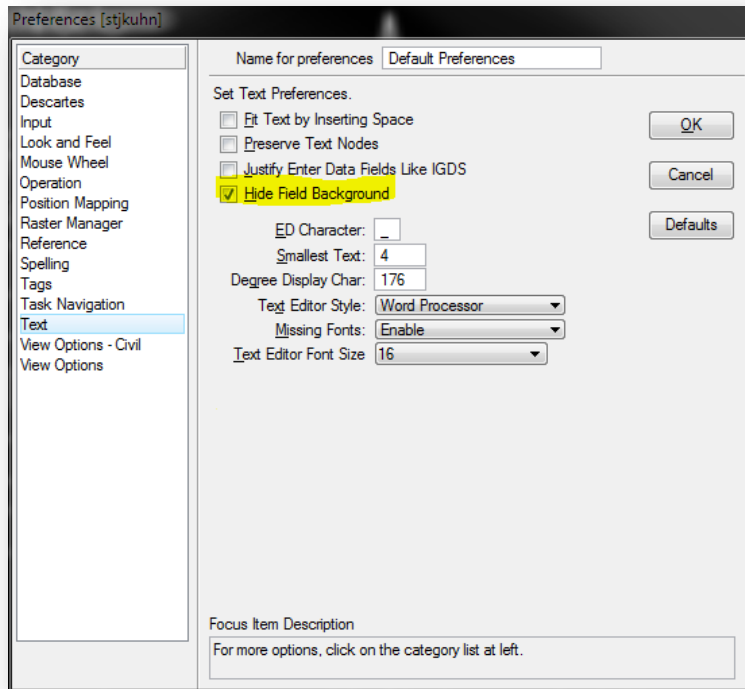 Preferences [stjkuhn]
Category
Database
Descartes
Input
Look and Feel
Mouse Wheel
Operation
Position Mapping
Raster Manager
Reference
Spelling
Tags
Task Navigation
Text
View Options - Civil
View Options
Name for preferences Default Preferences
Set Text Preferences.
Fit Text by Inserting Space
Preserve Text Nodes
Justify Enter Data Fields Like IGDS
Hide Field Background
ED Character: _
Smallest Text: 4
Degree Display Char: 176
Text Editor Style: Word Processor
Missing Fonts: Enable
Text Editor Font Size 16
OK
Cancel
Defaults
Focus Item Description
For more options, click on the category list at left.